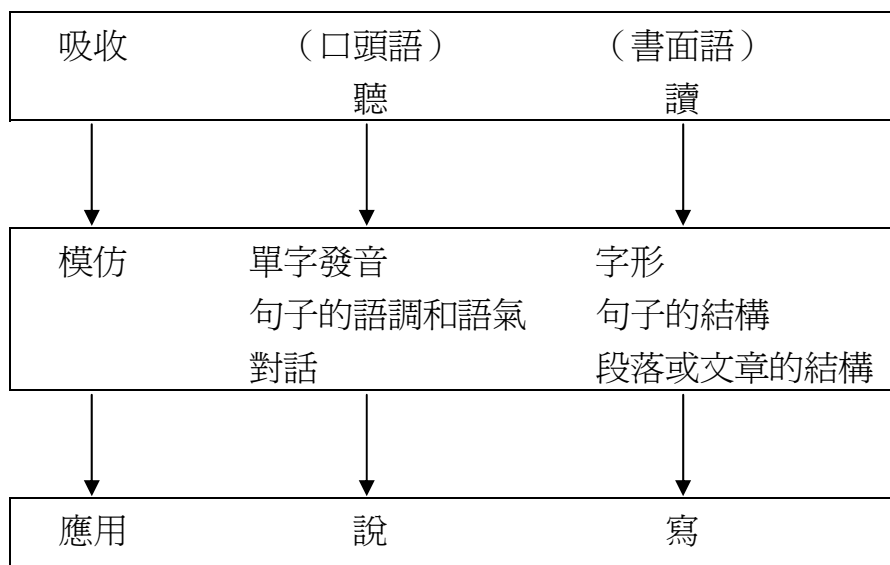 吸收 （口頭語） （書面語）
聽 讀
模仿 單字發音 字形
句子的語調和語氣 句子的結構
對話 段落或文章的結構
應用 說 寫